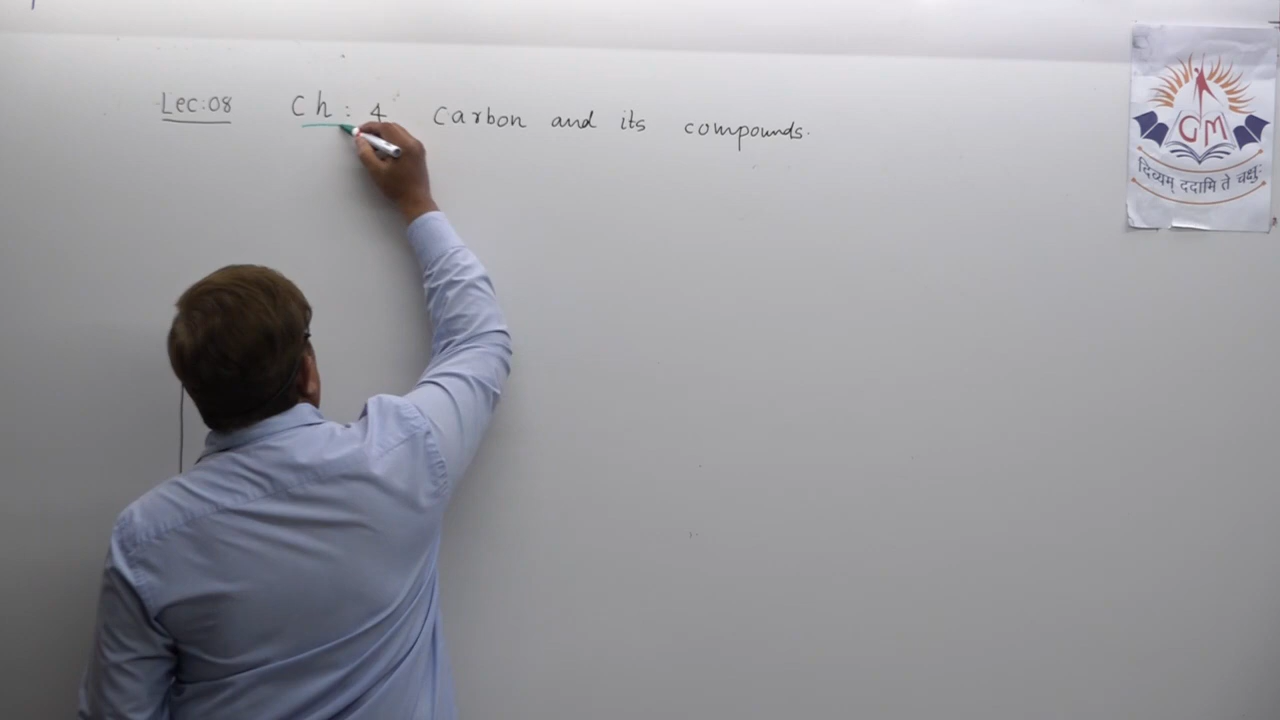 Lec:08 Ch: 4 Carbon and its compounds.
GM
दिव्यम् ददामि ते चक्षुः